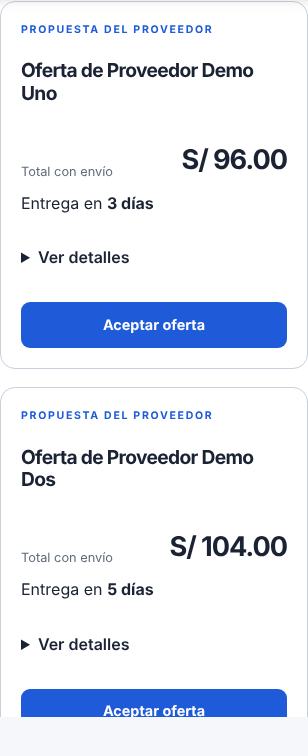 PROPUESTA DEL PROVEEDOR
Oferta de Proveedor Demo
Uno
Total con envío
S/ 96.00
Entrega en 3 días
Ver detalles
Aceptar oferta
PROPUESTA DEL PROVEEDOR
Oferta de Proveedor Demo
Dos
Total con envío
S/ 104.00
Entrega en 5 días
Ver detalles
Aceptar oferta